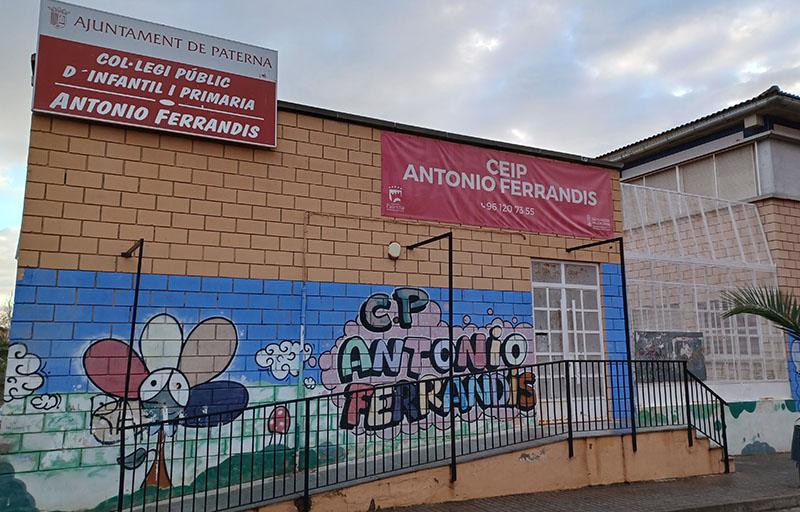 AJUNTAMENT DE PATERNA
COL·LEGI PÚBLIC
D´INFANTIL I PRIMARIA
ANTONIO FERRANDIS
CEIP
ANTONIO FERRANDIS
96 120 73 55
C.P
ANTONIO
FERRANDIS